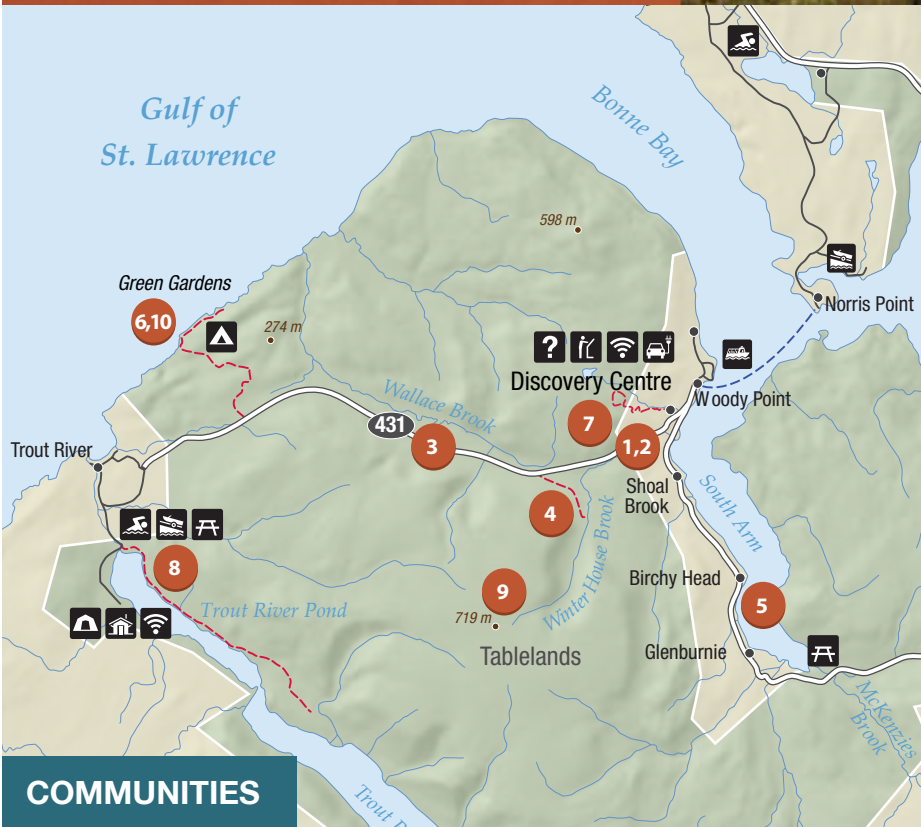 Gulf of
St. Lawrence
Bonne Bay
598 m
Green Gardens
6,10
274 m
Norris Point
?
Discovery Centre
Woody Point
Wallace Brook
431
7
3
1,2
Trout River
Shoal
Brook
South Arm
4
Winter House Brook
8
9
Birchy Head
5
Trout River Pond
719 m
Tablelands
Glenburnie
McKenzies
Brook
COMMUNITIES
Trout